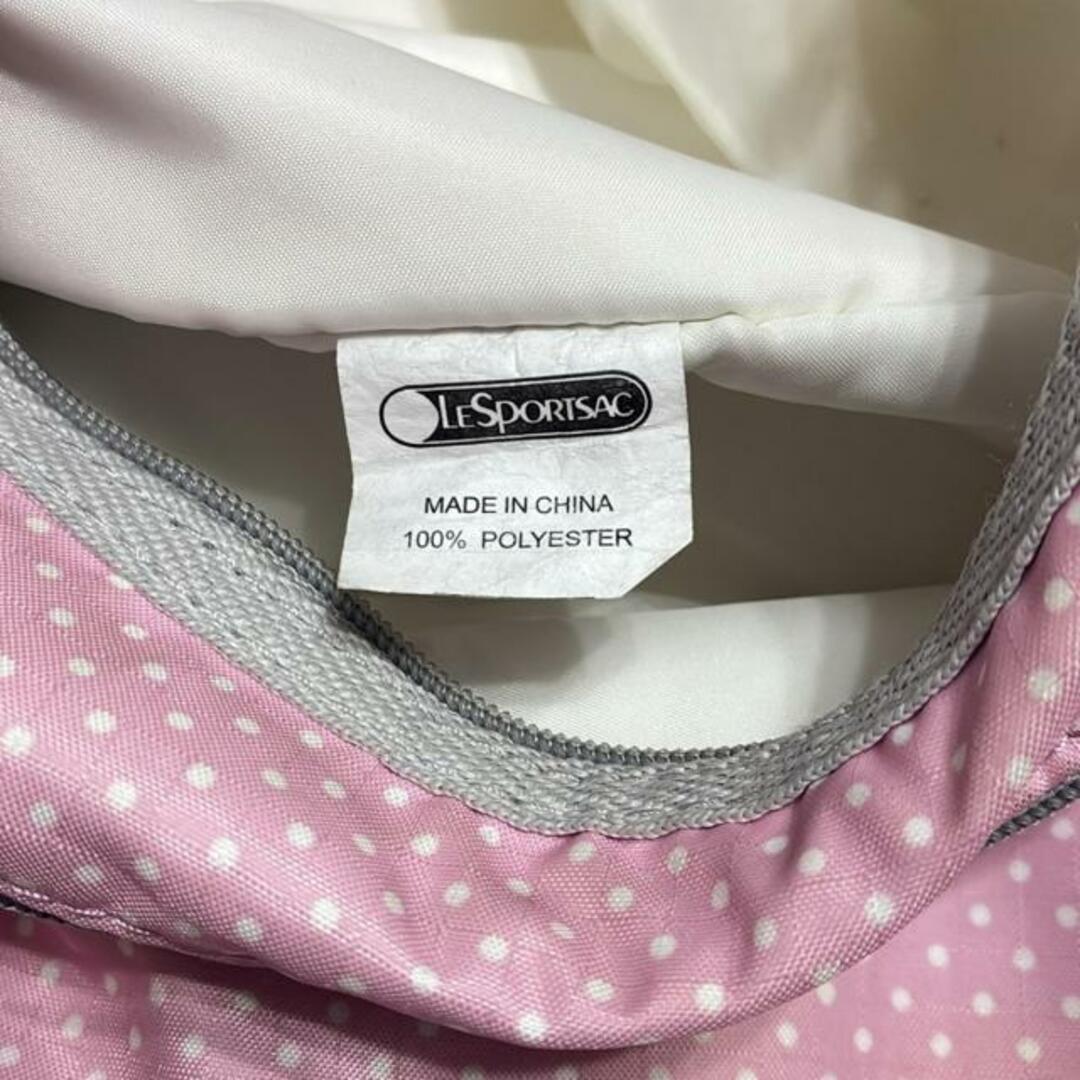 LESPORTSAC
MADE IN CHINA
100% POLYESTER